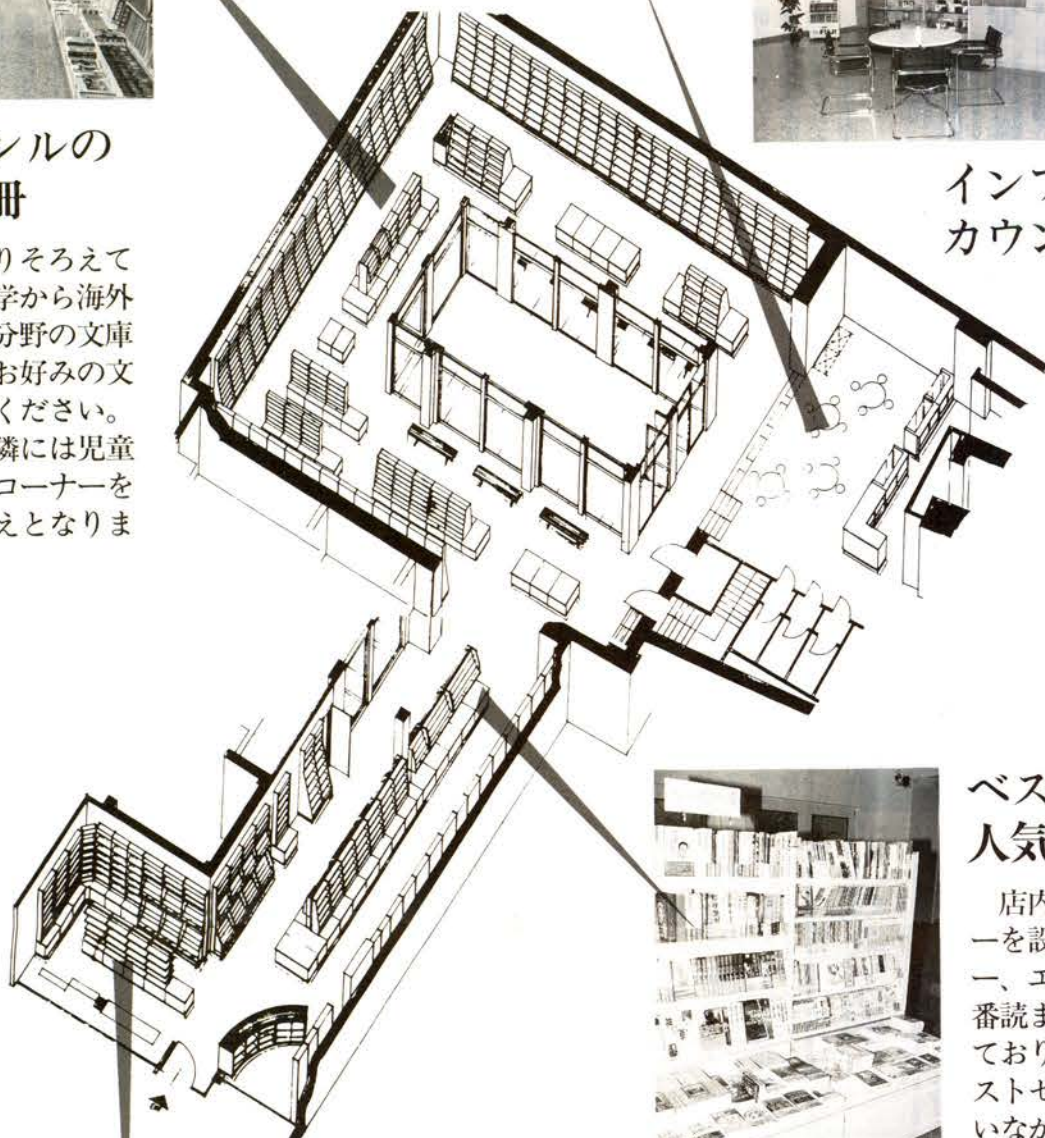 ンルの
冊
りそろえて
学から海外
分野の文庫
お好みの文
ください。
隣には児童
コーナーを
えとなりま
イン
カウン
ベス
人気
店内
ーを設
ー、エ
番読ま
ており
ストセ
いなが